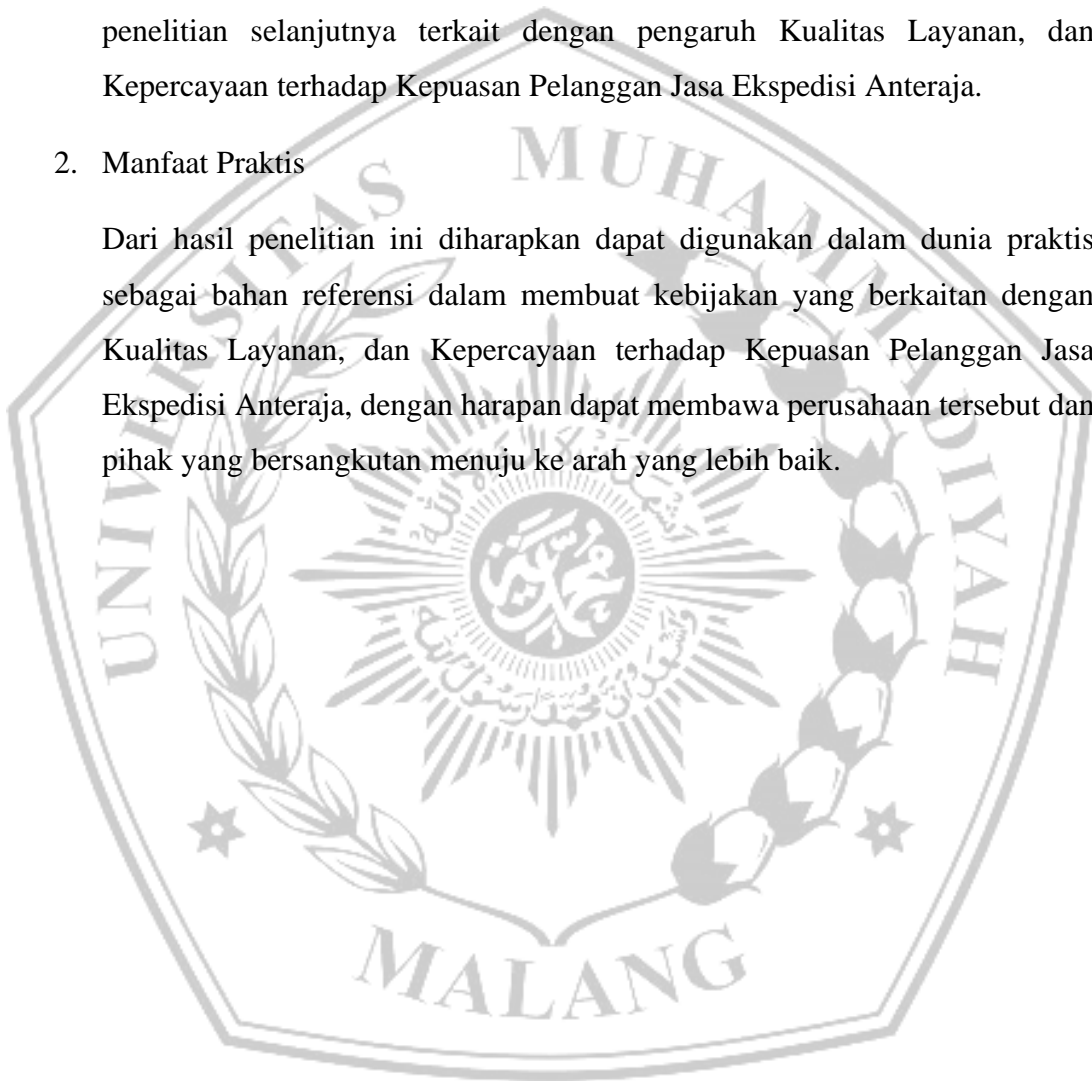 penelitian selanjutnya terkait dengan pengaruh Kualitas Layanan, dan
Kepercayaan terhadap Kepuasan Pelanggan Jasa Ekspedisi Anteraja.
2. Manfaat Praktis
Dari hasil penelitian ini diharapkan dapat digunakan dalam dunia praktis
sebagai bahan referensi dalam membuat kebijakan yang berkaitan dengan
Kualitas Layanan, dan Kepercayaan terhadap Kepuasan Pelanggan Jasa
Ekspedisi Anteraja, dengan harapan dapat membawa perusahaan tersebut dan
pihak yang bersangkutan menuju ke arah yang lebih baik.
UNIVERSITAS MUHAMMADIYAH
MALANG